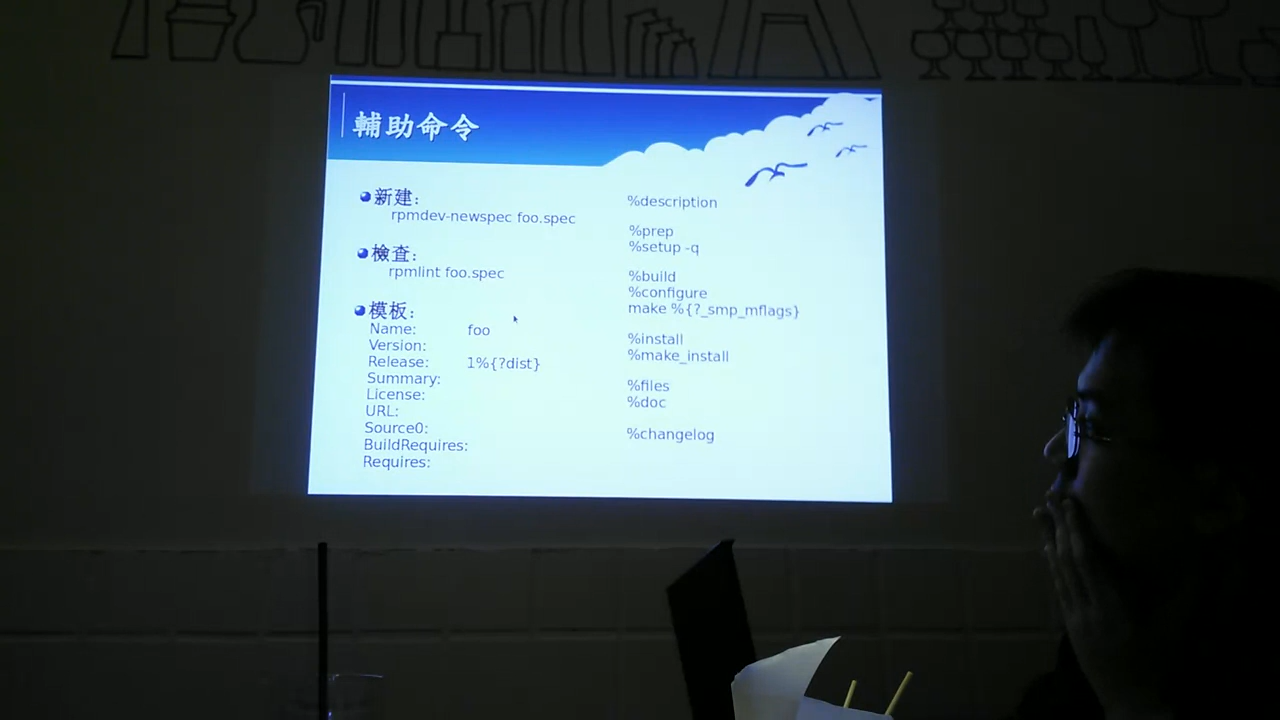 輔助命令
新建:
rpmdev-newspec foo.spec
檢查:
rpmlint foo.spec
模板:
Name: foo
Version:
Release: 1%{?dist}
Summary:
License:
URL:
Source0:
BuildRequires:
Requires:
%description
%prep
%setup -q
%build
%configure
make %{?_smp_mflags}
%install
%make_install
%files
%doc
%changelog